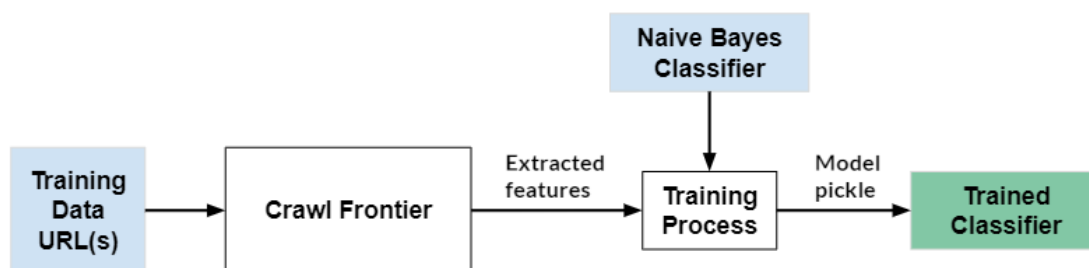 Naive Bayes
Classifier
Training
Data
URL(s)
Crawl Frontier
Extracted
features
Training
Process
Model
pickle
Trained
Classifier